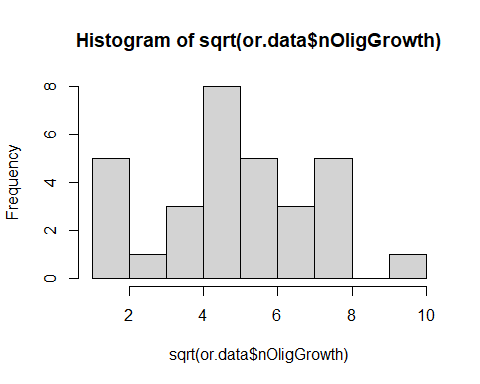 Histogram of sqrt(or.data$nOligGrowth)
Frequency
8
6
4
2
0
2 4 6 8 10
sqrt(or.data$nOligGrowth)